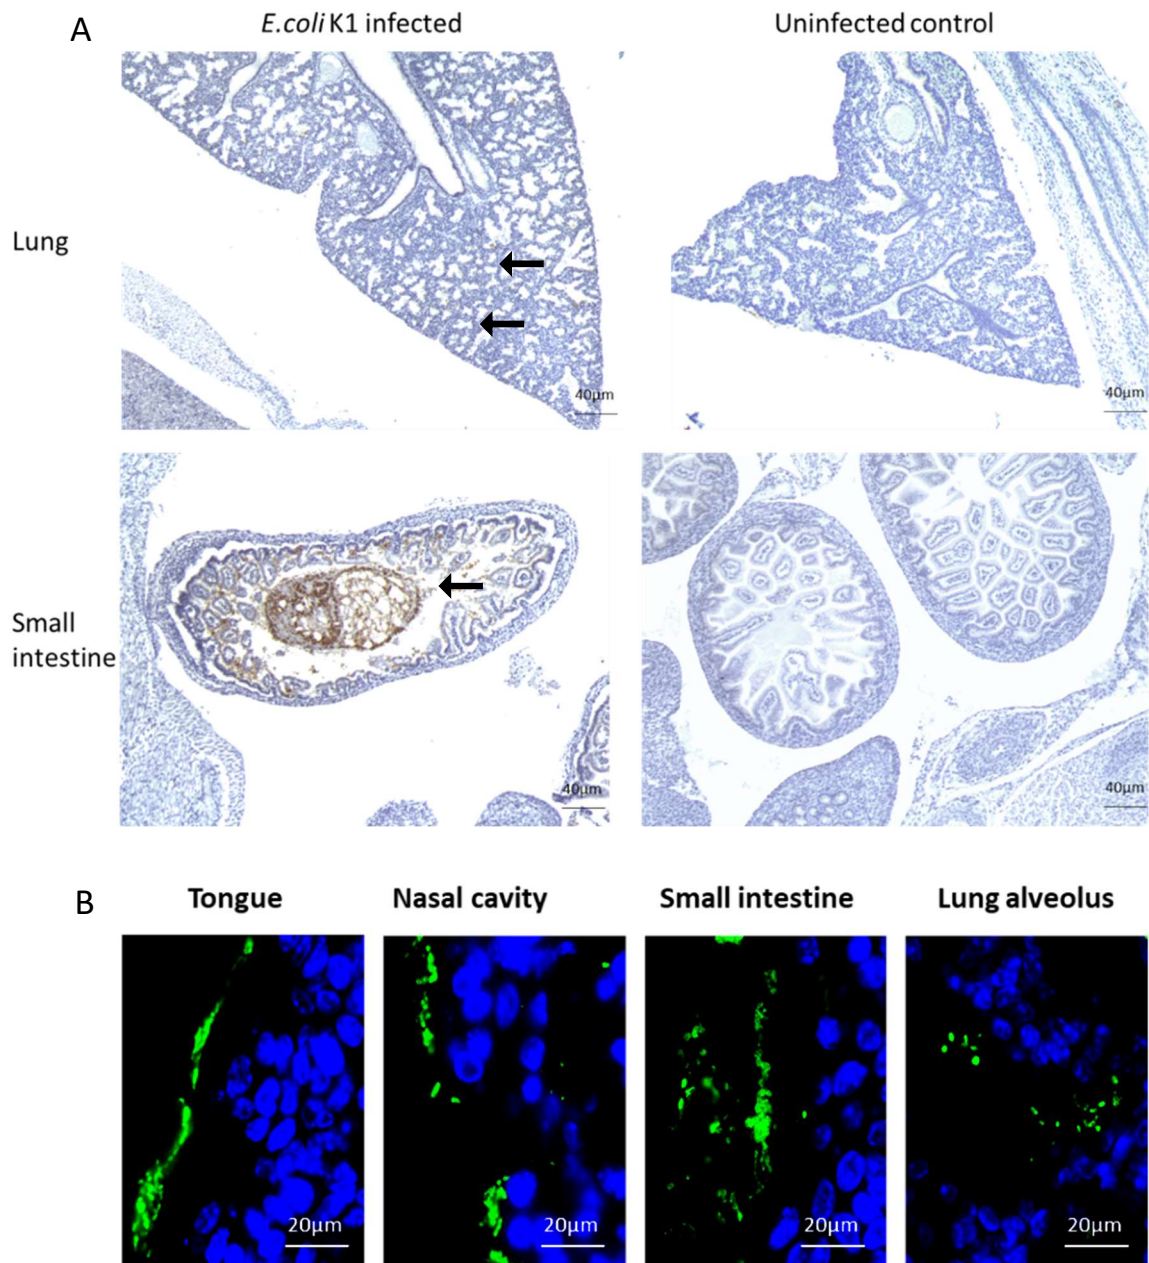 A
E.coli K1 infected
Uninfected control
Lung
40µm
40µm
Small
intestine
40µm
40µm
B
Tongue
Nasal cavity
Small intestine
Lung alveolus
20µm
20µm
20µm
20µm